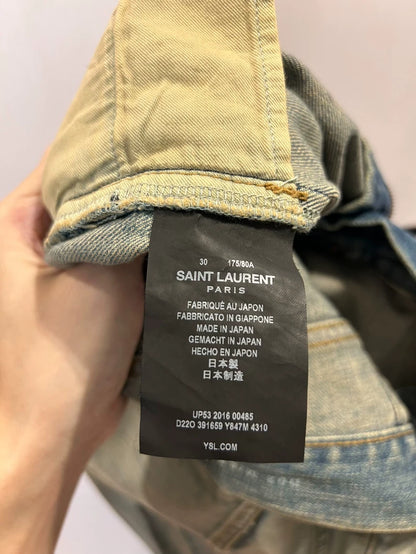 30 175/80A
SAINT LAURENT
PARIS
FABRIQUÉ AU JAPON
FABBRICATO IN GIAPPONE
MADE IN JAPAN
GEMACHT IN JAPAN
HECHO EN JAPAN
日本製
日本制造
UP53 2016 00485
D22O 391659 Y847M 4310
YSL.COM